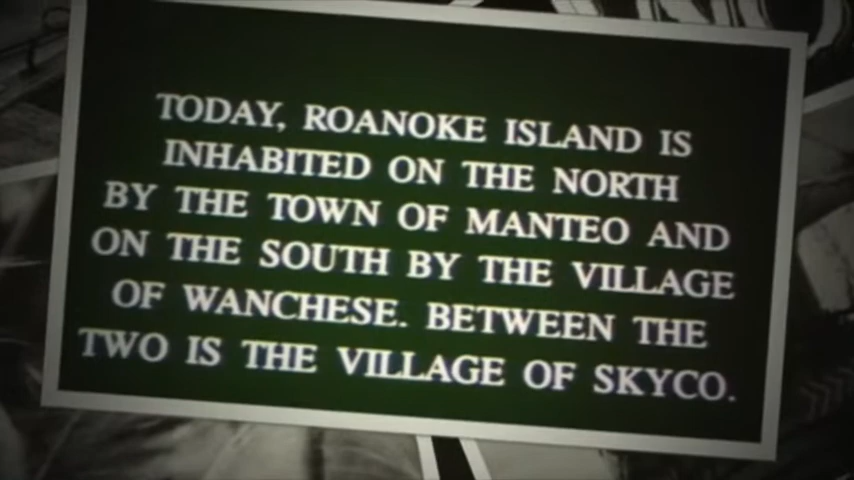 TODAY, ROANOKE ISLAND IS
INHABITED ON THE NORTH
BY THE TOWN OF MANTEO AND
ON THE SOUTH BY THE VILLAGE
OF WANCHESE. BETWEEN THE
TWO IS THE VILLAGE OF SKYCO.